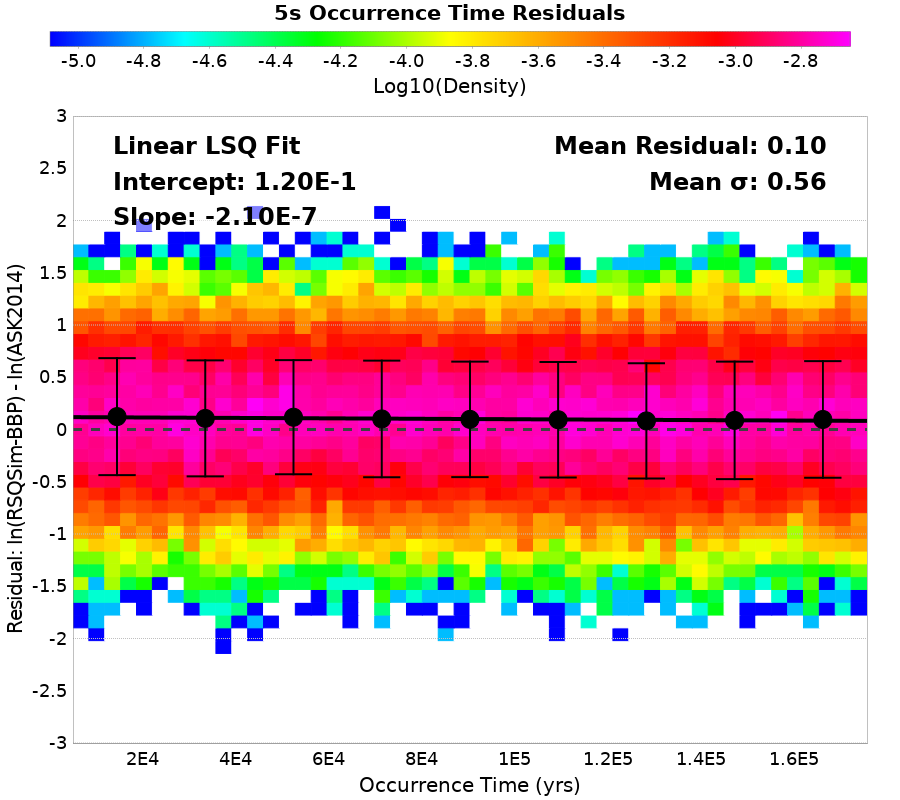 5s Occurrence Time Residuals
-5.0 -4.8 -4.6 -4.4 -4.2 -4.0 -3.8 -3.6 -3.4 -3.2 -3.0 -2.8
Log10(Density)
Linear LSQ Fit
Intercept: 1.20E-1
Slope: -2.10E-7
Mean Residual: 0.10
Mean σ: 0.56
Residual: ln(RSQSim-BBP) - ln(ASK2014)
3
2.5
2
1.5
1
0.5
0
-0.5
-1
-1.5
-2
-2.5
-3
2E4 4E4 6E4 8E4 1E5 1.2E5 1.4E5 1.6E5
Occurrence Time (yrs)